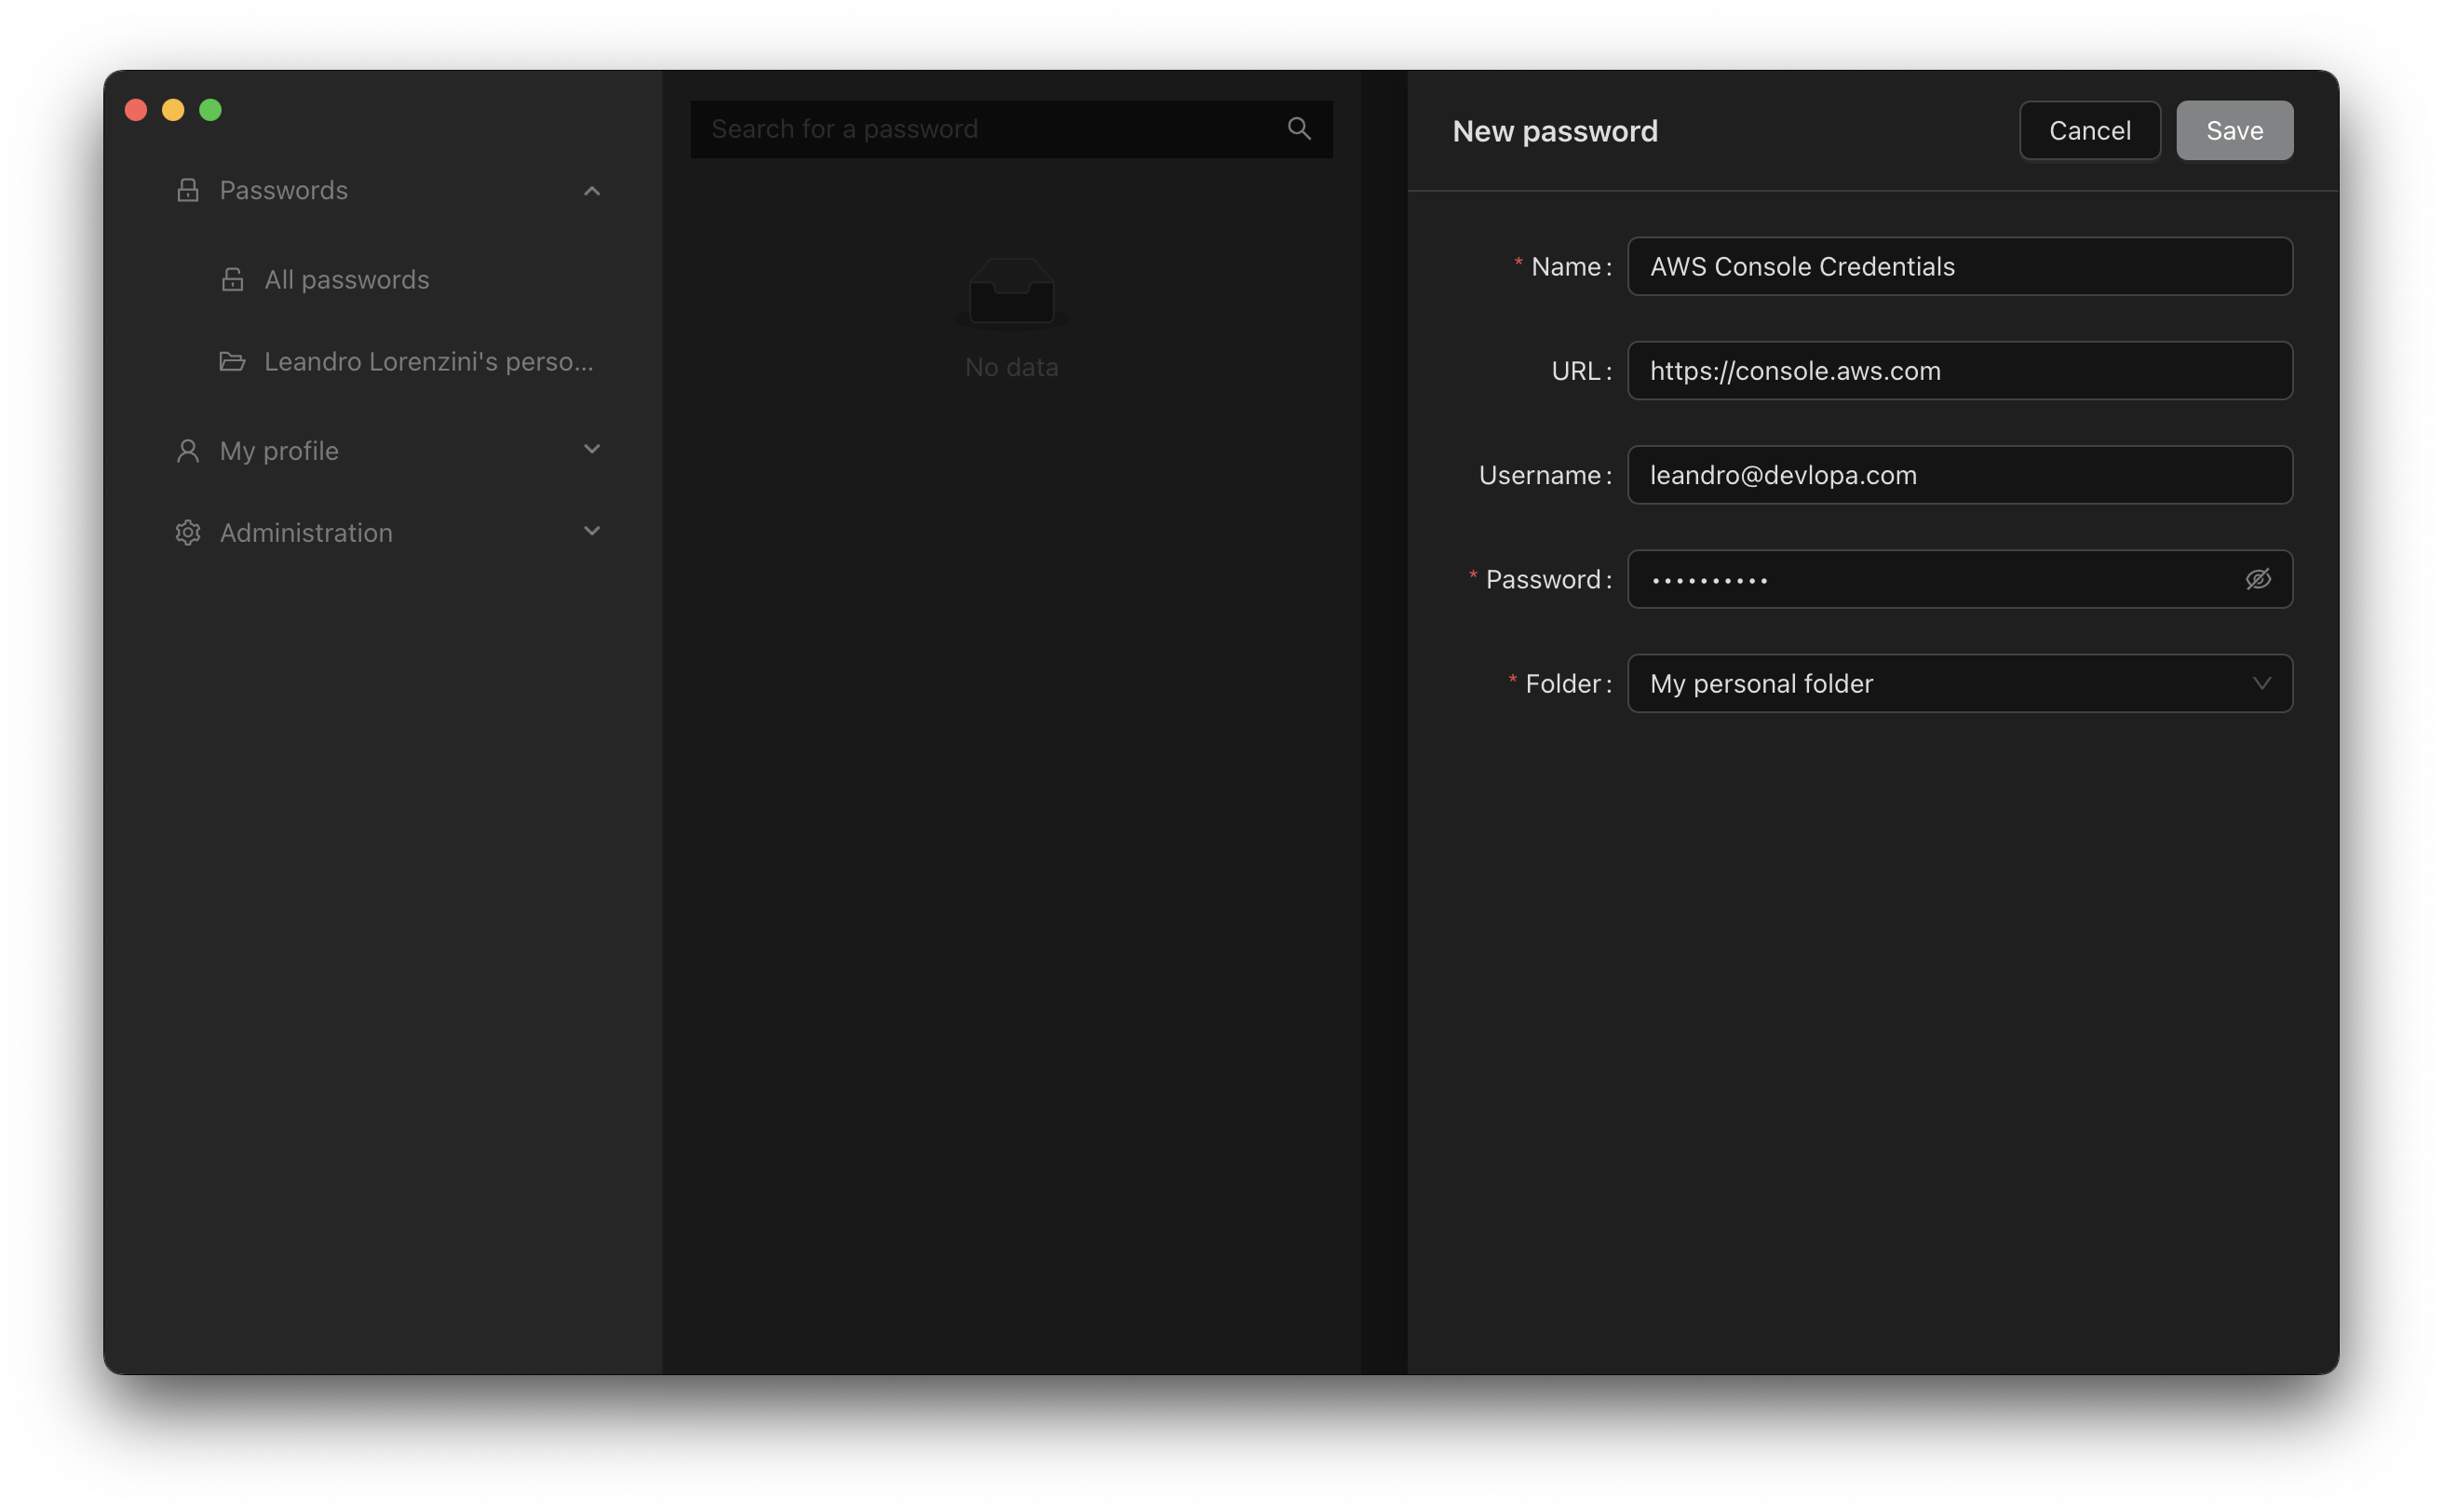 Passwords
All passwords
Leandro Lorenzini's perso...
My profile
Administration
Search for a password
No data
New password
Cancel
Save
* Name :
AWS Console Credentials
URL :
https://console.aws.com
Username :
leandro@devlopa.com
* Password :
••••••••••
* Folder :
My personal folder